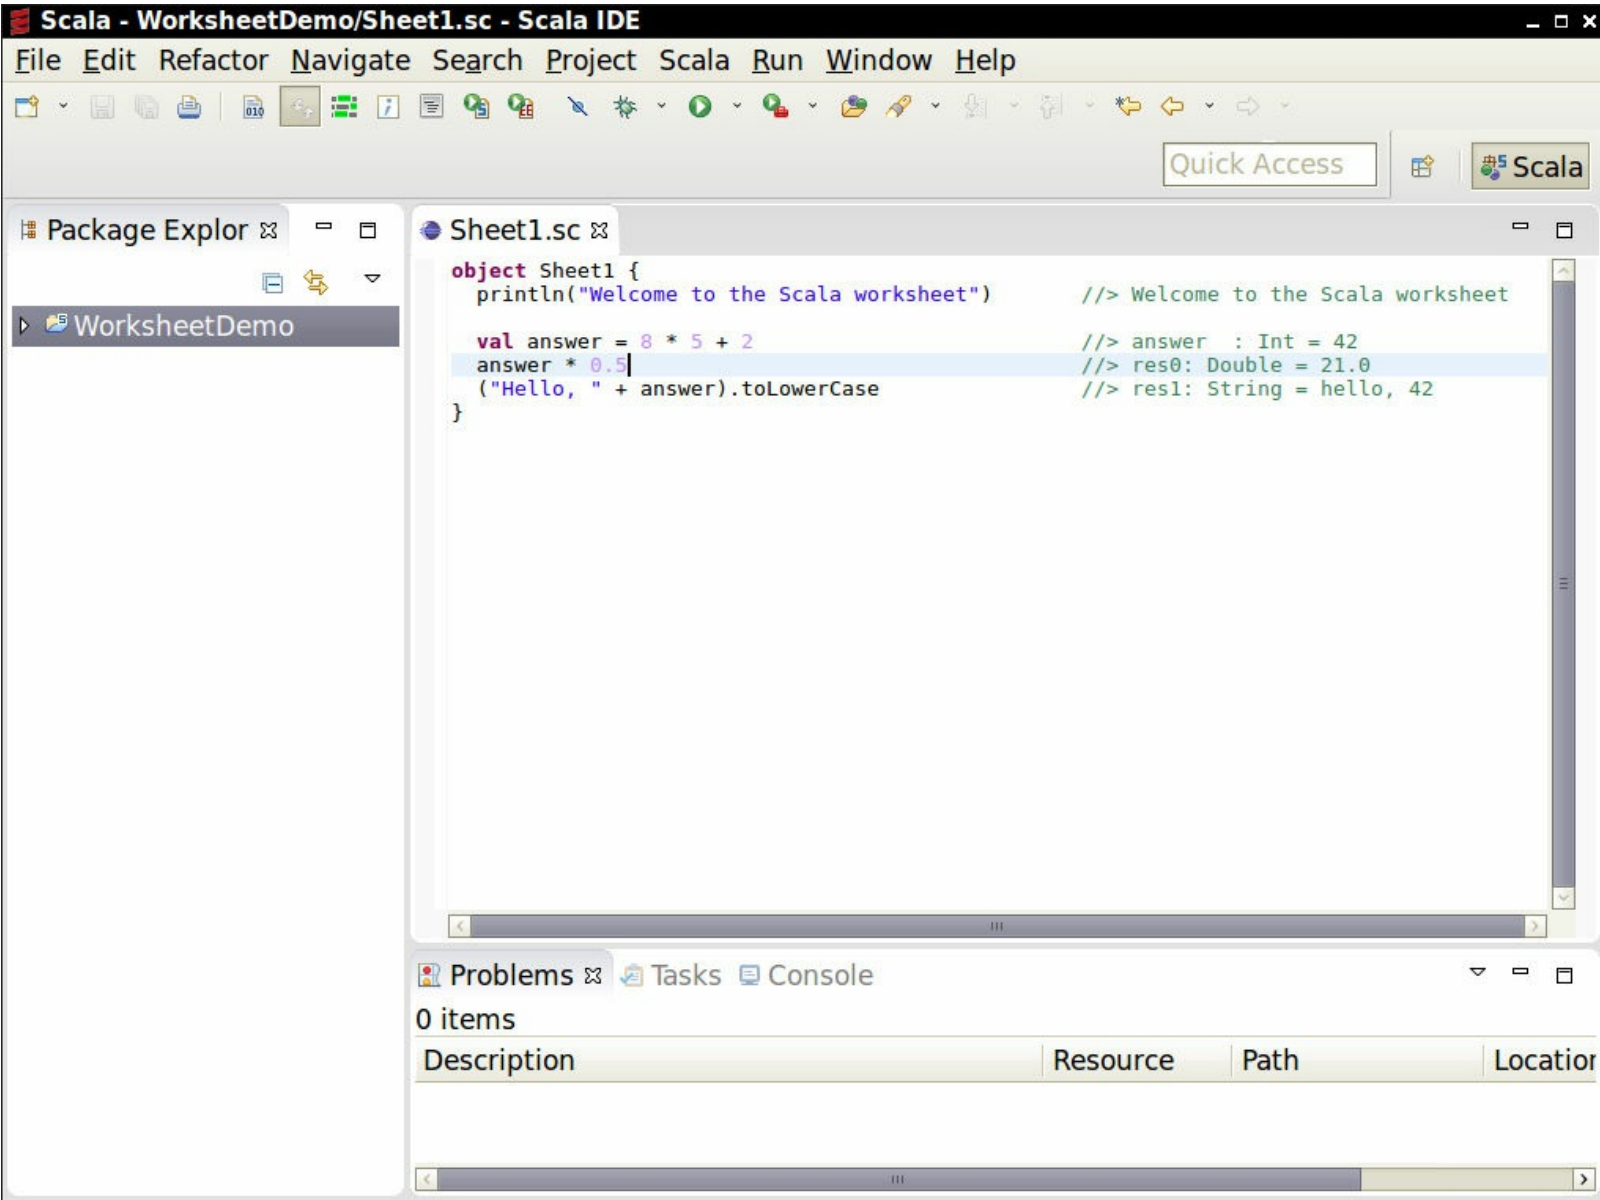 Scala - WorksheetDemo/Sheet1.sc - Scala IDE
File Edit Refactor Navigate Search Project Scala Run Window Help
Quick Access
Scala
Package Explor
WorksheetDemo
Sheet1.sc
object Sheet1 {
  println("Welcome to the Scala worksheet")       //> Welcome to the Scala worksheet
  val answer = 8 * 5 + 2                          //> answer  : Int = 42
  answer * 0.5                                    //> res0: Double = 21.0
  ("Hello, " + answer).toLowerCase                //> res1: String = hello, 42
}
Problems Tasks Console
0 items
Description Resource Path Location